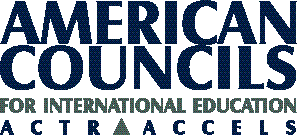 AMERICAN
COUNCILS
FOR INTERNATIONAL EDUCATION
ACTR ACCELS